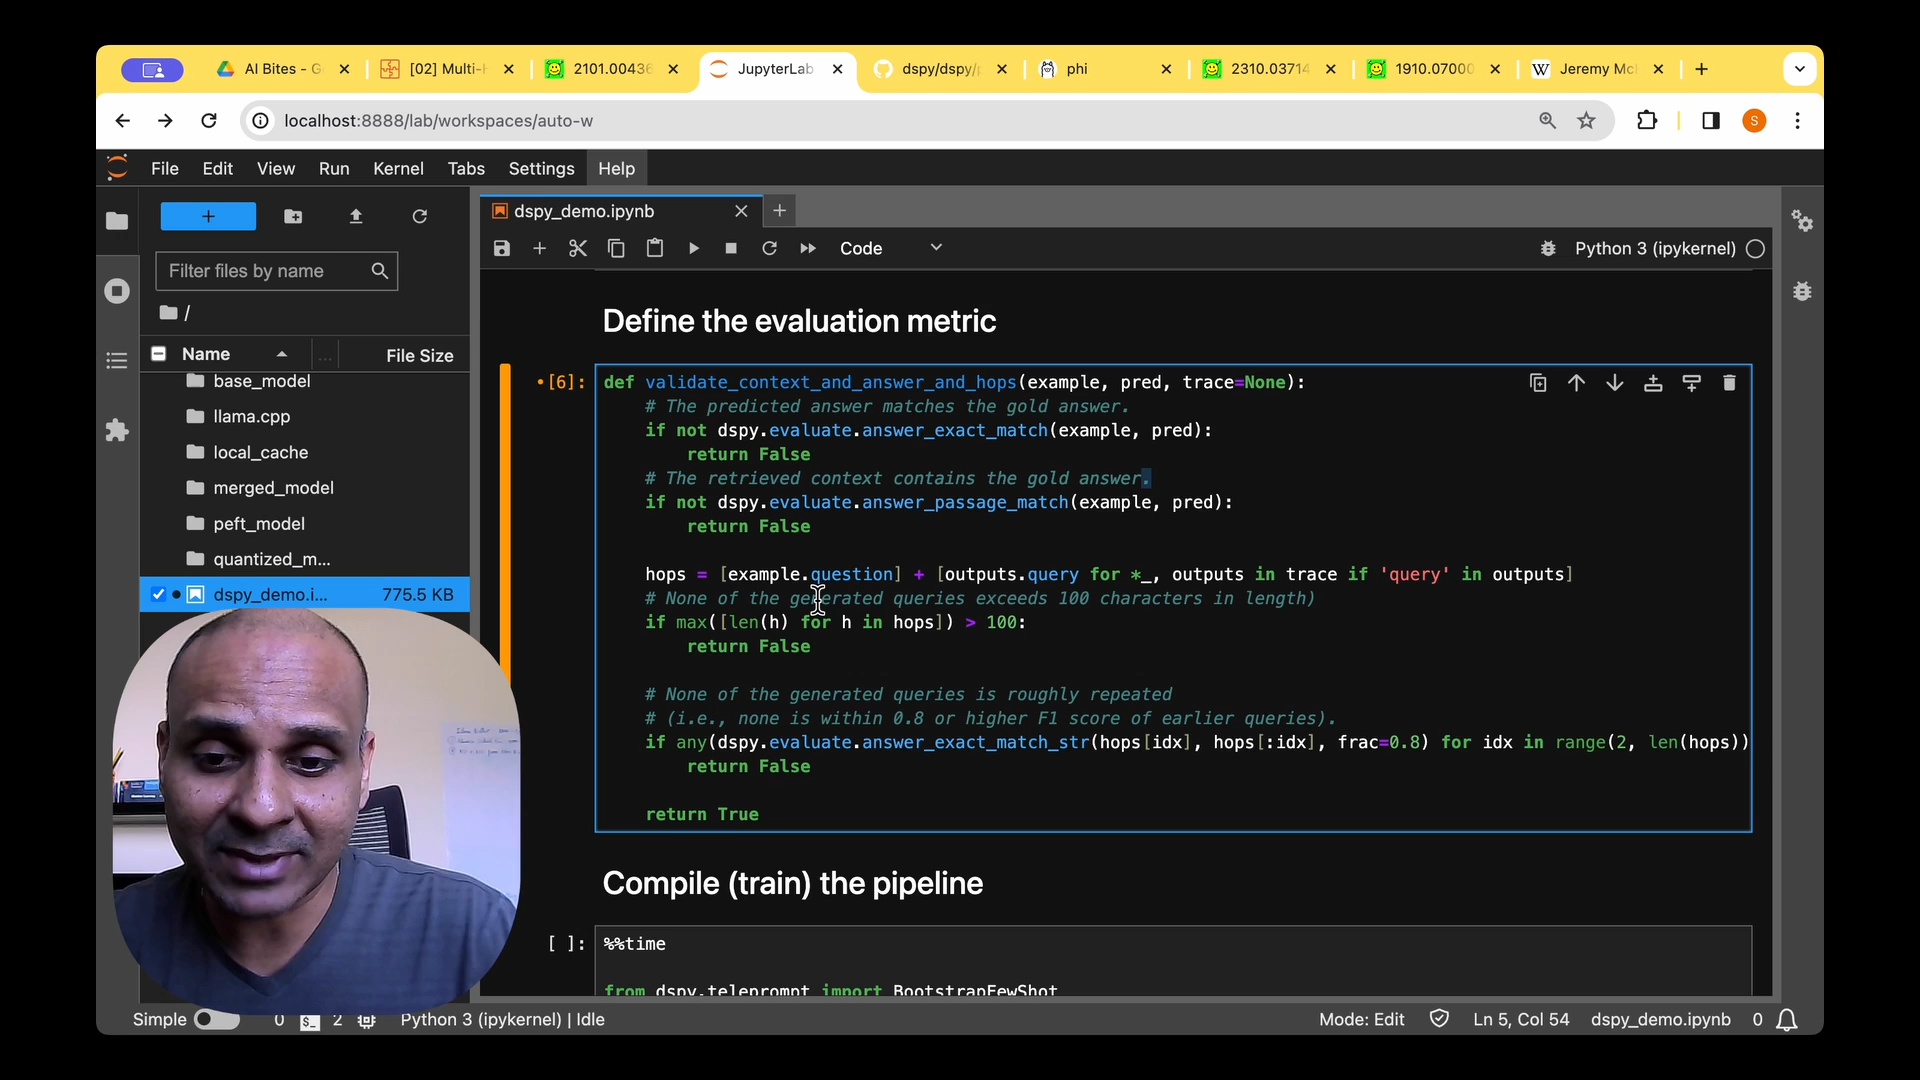 AI Bites - G
[02] Multi-H
2101.00436
JupyterLab
dspy/dspy/p
phi
2310.03714
1910.07000
Jeremy Mc
localhost:8888/lab/workspaces/auto-w
S
File Edit View Run Kernel Tabs Settings Help
dspy_demo.ipynb
Code
Python 3 (ipykernel)
Filter files by name
/
Name
...
File Size
base_model
llama.cpp
local_cache
merged_model
peft_model
quantized_m...
dspy_demo.i... 775.5 KB
Define the evaluation metric
[6]:
def validate_context_and_answer_and_hops(example, pred, trace=None):
# The predicted answer matches the gold answer.
if not dspy.evaluate.answer_exact_match(example, pred):
return False
# The retrieved context contains the gold answer.
if not dspy.evaluate.answer_passage_match(example, pred):
return False
hops = [example.question] + [outputs.query for *_, outputs in trace if 'query' in outputs]
# None of the generated queries exceeds 100 characters in length)
if max([len(h) for h in hops]) > 100:
return False
# None of the generated queries is roughly repeated
# (i.e., none is within 0.8 or higher F1 score of earlier queries).
if any(dspy.evaluate.answer_exact_match_str(hops[idx], hops[:idx], frac=0.8) for idx in range(2, len(hops))
return False
return True
Compile (train) the pipeline
[ ]:
%%time
from dspy.teleprompt import BootstrapFewShot
Simple
0
2
Python 3 (ipykernel) | Idle
Mode: Edit
Ln 5, Col 54
dspy_demo.ipynb
0